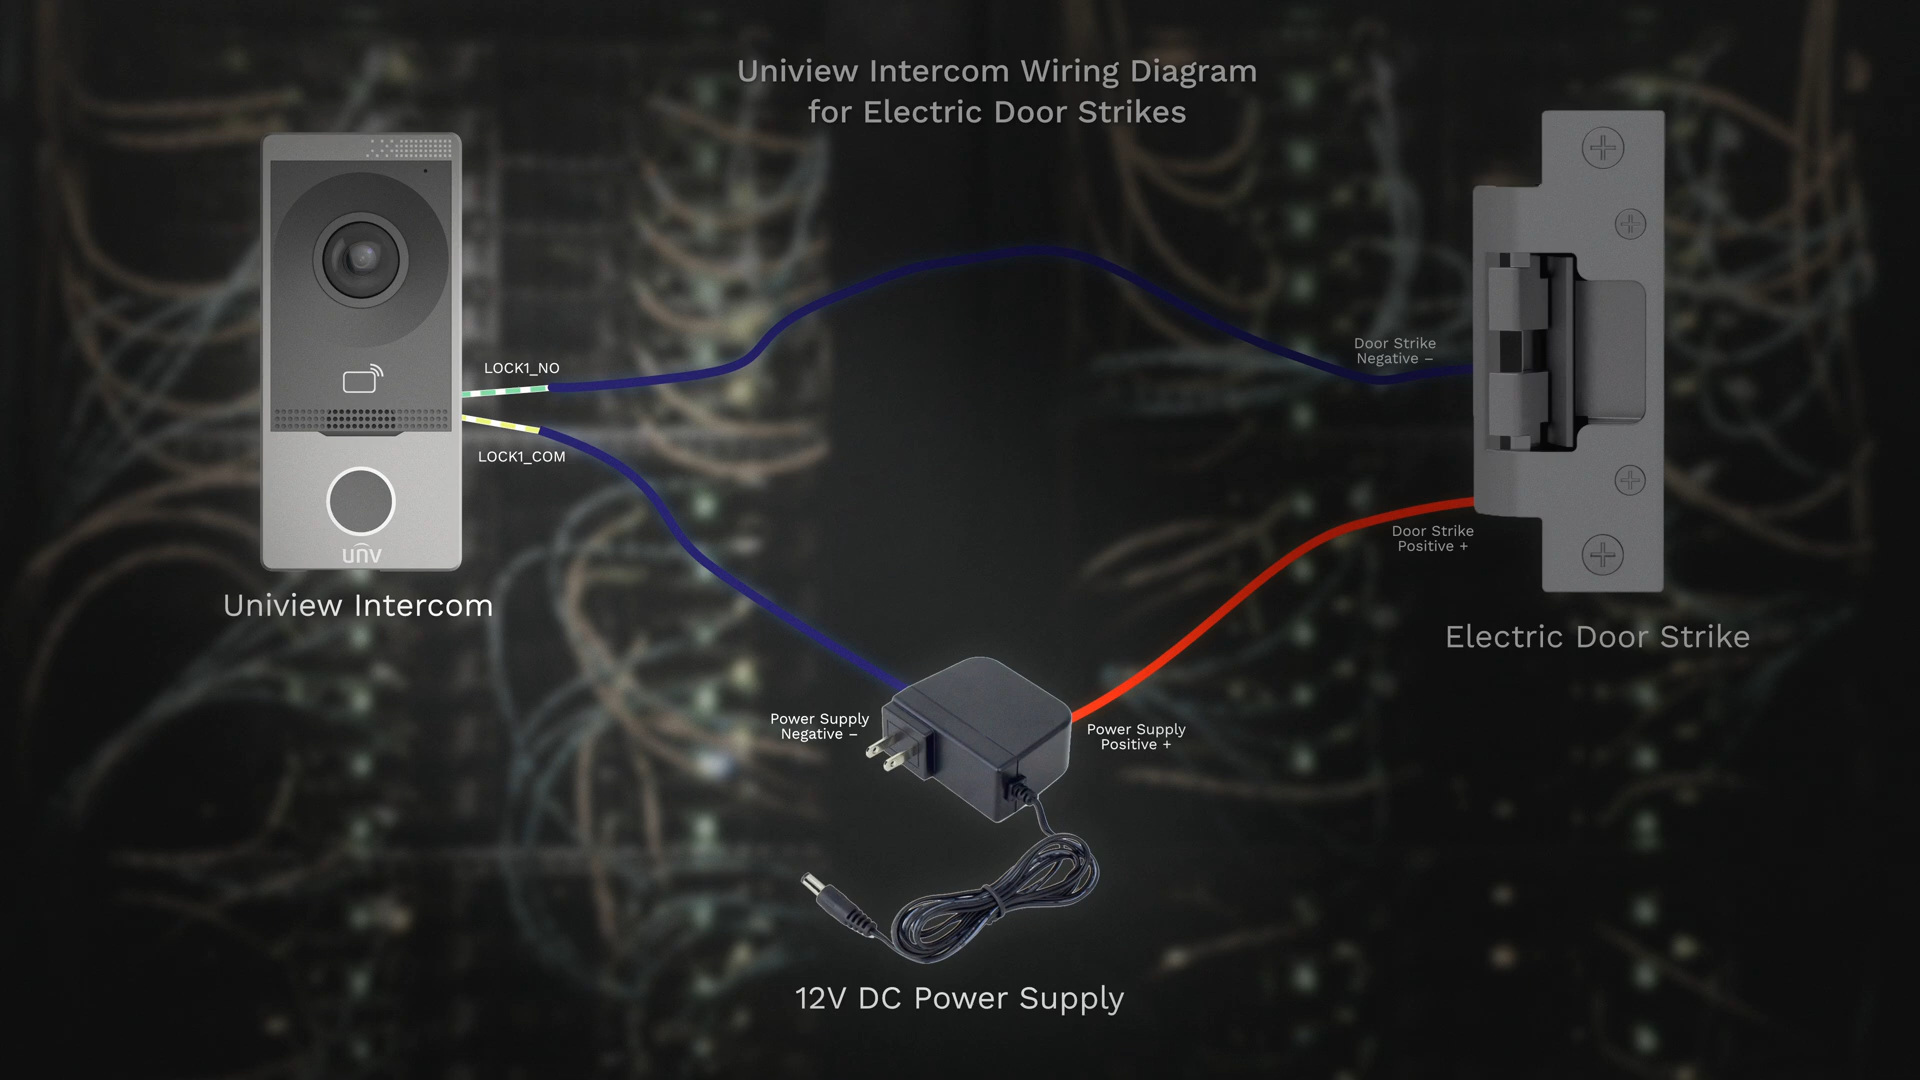 Uniview Intercom Wiring Diagram
for Electric Door Strikes
LOCK1_NO
LOCK1_COM
unv
Uniview Intercom
Door Strike
Negative –
Door Strike
Positive +
Electric Door Strike
Power Supply
Negative –
Power Supply
Positive +
12V DC Power Supply